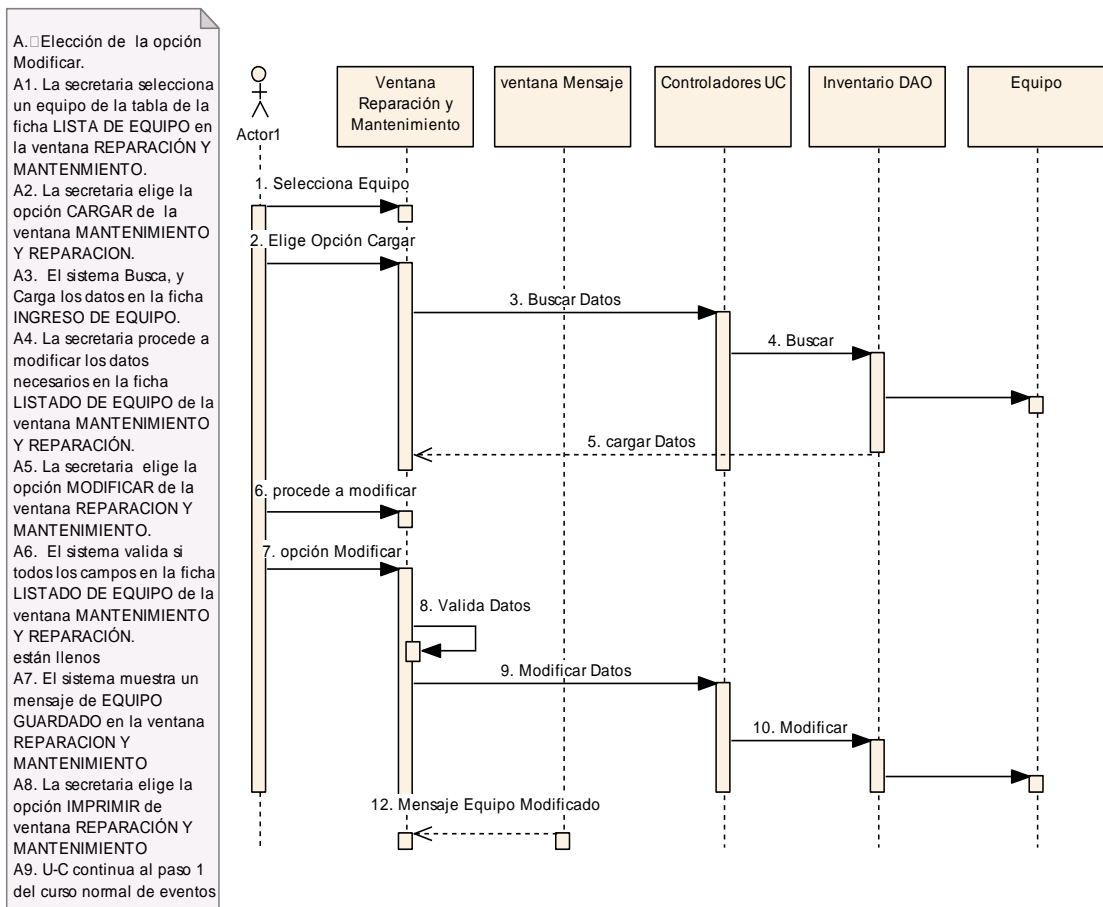 A. Elección de la opción
Modificar.
A1. La secretaria selecciona
un equipo de la tabla de la
ficha LISTA DE EQUIPO en
la ventana REPARACIÓN Y
MANTENMIENTO.
A2. La secretaria elige la
opción CARGAR de la
ventana MANTENIMIENTO
Y REPARACION.
A3. El sistema Busca, y
Carga los datos en la ficha
INGRESO DE EQUIPO.
A4. La secretaria procede a
modificar los datos
necesarios en la ficha
LISTADO DE EQUIPO de la
ventana MANTENIMIENTO
Y REPARACIÓN.
A5. La secretaria elige la
opción MODIFICAR de la
ventana REPARACION Y
MANTENIMIENTO.
A6. El sistema valida si
todos los campos en la ficha
LISTADO DE EQUIPO de la
ventana MANTENIMIENTO
Y REPARACIÓN.
están llenos
A7. El sistema muestra un
mensaje de EQUIPO
GUARDADO en la ventana
REPARACION Y
MANTENIMIENTO
A8. La secretaria elige la
opción IMPRIMIR de
ventana REPARACIÓN Y
MANTENIMIENTO
A9. U-C continua al paso 1
del curso normal de eventos
Actor1
Ventana
Reparación y
Mantenimiento
ventana Mensaje
Controladores UC
Inventario DAO
Equipo
1. Selecciona Equipo
2. Elige Opción Cargar
3. Buscar Datos
4. Buscar
5. cargar Datos
6. procede a modificar
7. opción Modificar
8. Valida Datos
9. Modificar Datos
10. Modificar
12. Mensaje Equipo Modificado